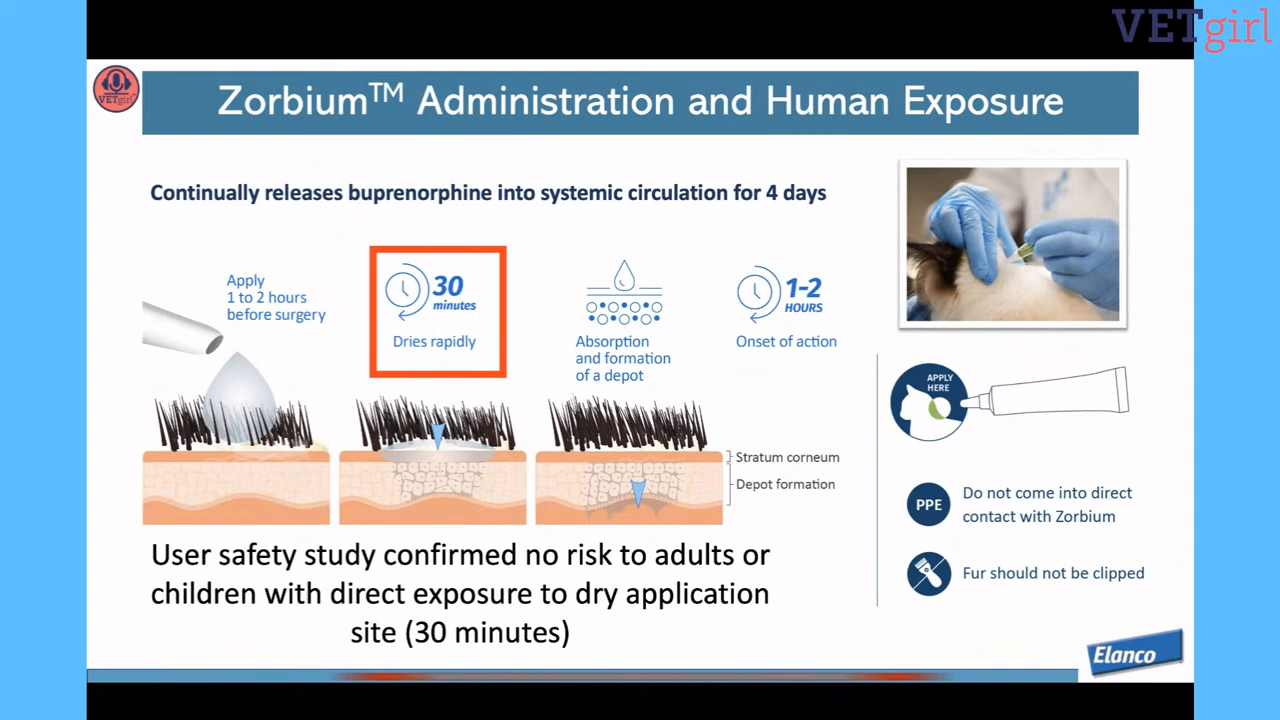 VETgirl
VETgirl
Zorbium™ Administration and Human Exposure
Continually releases buprenorphine into systemic circulation for 4 days
Apply
1 to 2 hours
before surgery
30
minutes
Dries rapidly
Absorption
and formation
of a depot
1-2
HOURS
Onset of action
Stratum corneum
Depot formation
APPLY
HERE
PPE
Do not come into direct
contact with Zorbium
Fur should not be clipped
User safety study confirmed no risk to adults or
children with direct exposure to dry application
site (30 minutes)
Elanco